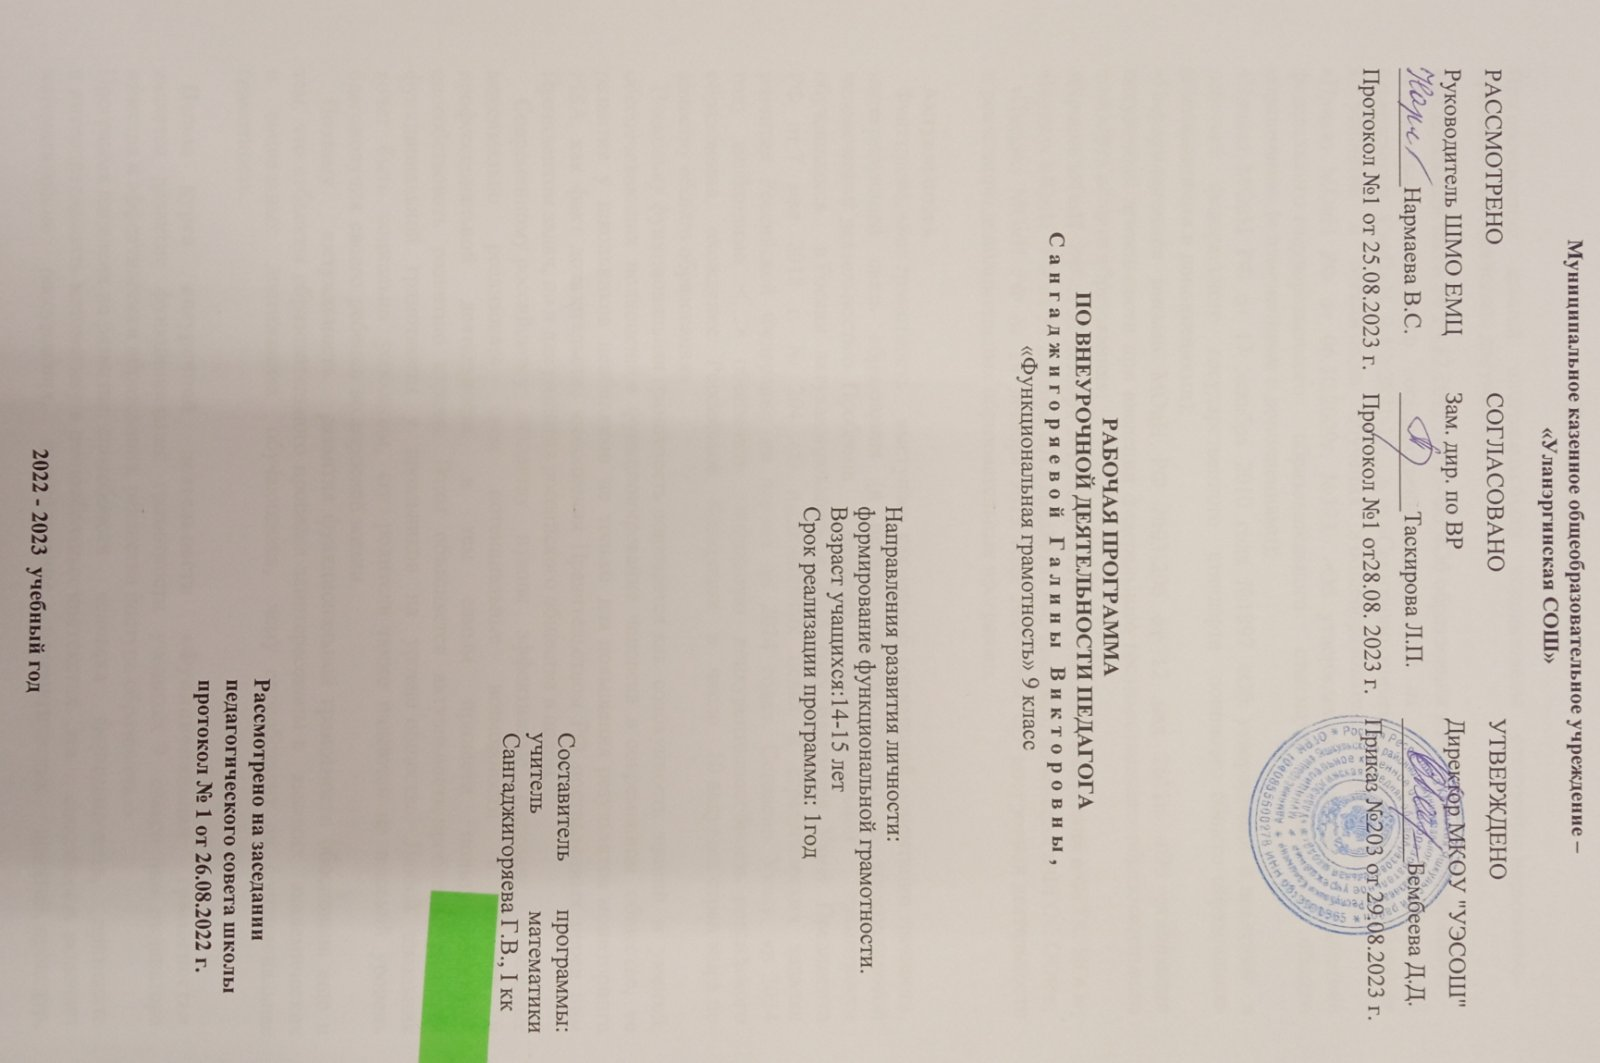 Муниципальное казенное общеобразовательное учреждение –
«Уланэргинская СОШ»
РАССМОТРЕНО
Руководитель ШМО ЕМЦ
Нармаева В.С.
Протокол №1 от 25.08.2023 г.
СОГЛАСОВАНО
Зам. дир. по ВР
Таскирова Л.П.
Протокол №1 от28.08. 2023 г.
УТВЕРЖДЕНО
Директор МКОУ "УЭСОШ"
Бембеева Д.Д.
Приказ №203 от 29.08.2023 г.
РАБОЧАЯ ПРОГРАММА
ПО ВНЕУРОЧНОЙ ДЕЯТЕЛЬНОСТИ ПЕДАГОГА
Сангаджигоряевой Галины Викторовны,
«Функциональная грамотность» 9 класс
Направления развития личности:
формирование функциональной грамотности.
Возраст учащихся:14-15 лет
Срок реализации программы: 1год
Составитель программы:
учитель математики
Сангаджигоряева Г.В., I кк
Рассмотрено на заседании
педагогического совета школы
протокол № 1 от 26.08.2022 г.
2022 - 2023 учебный год